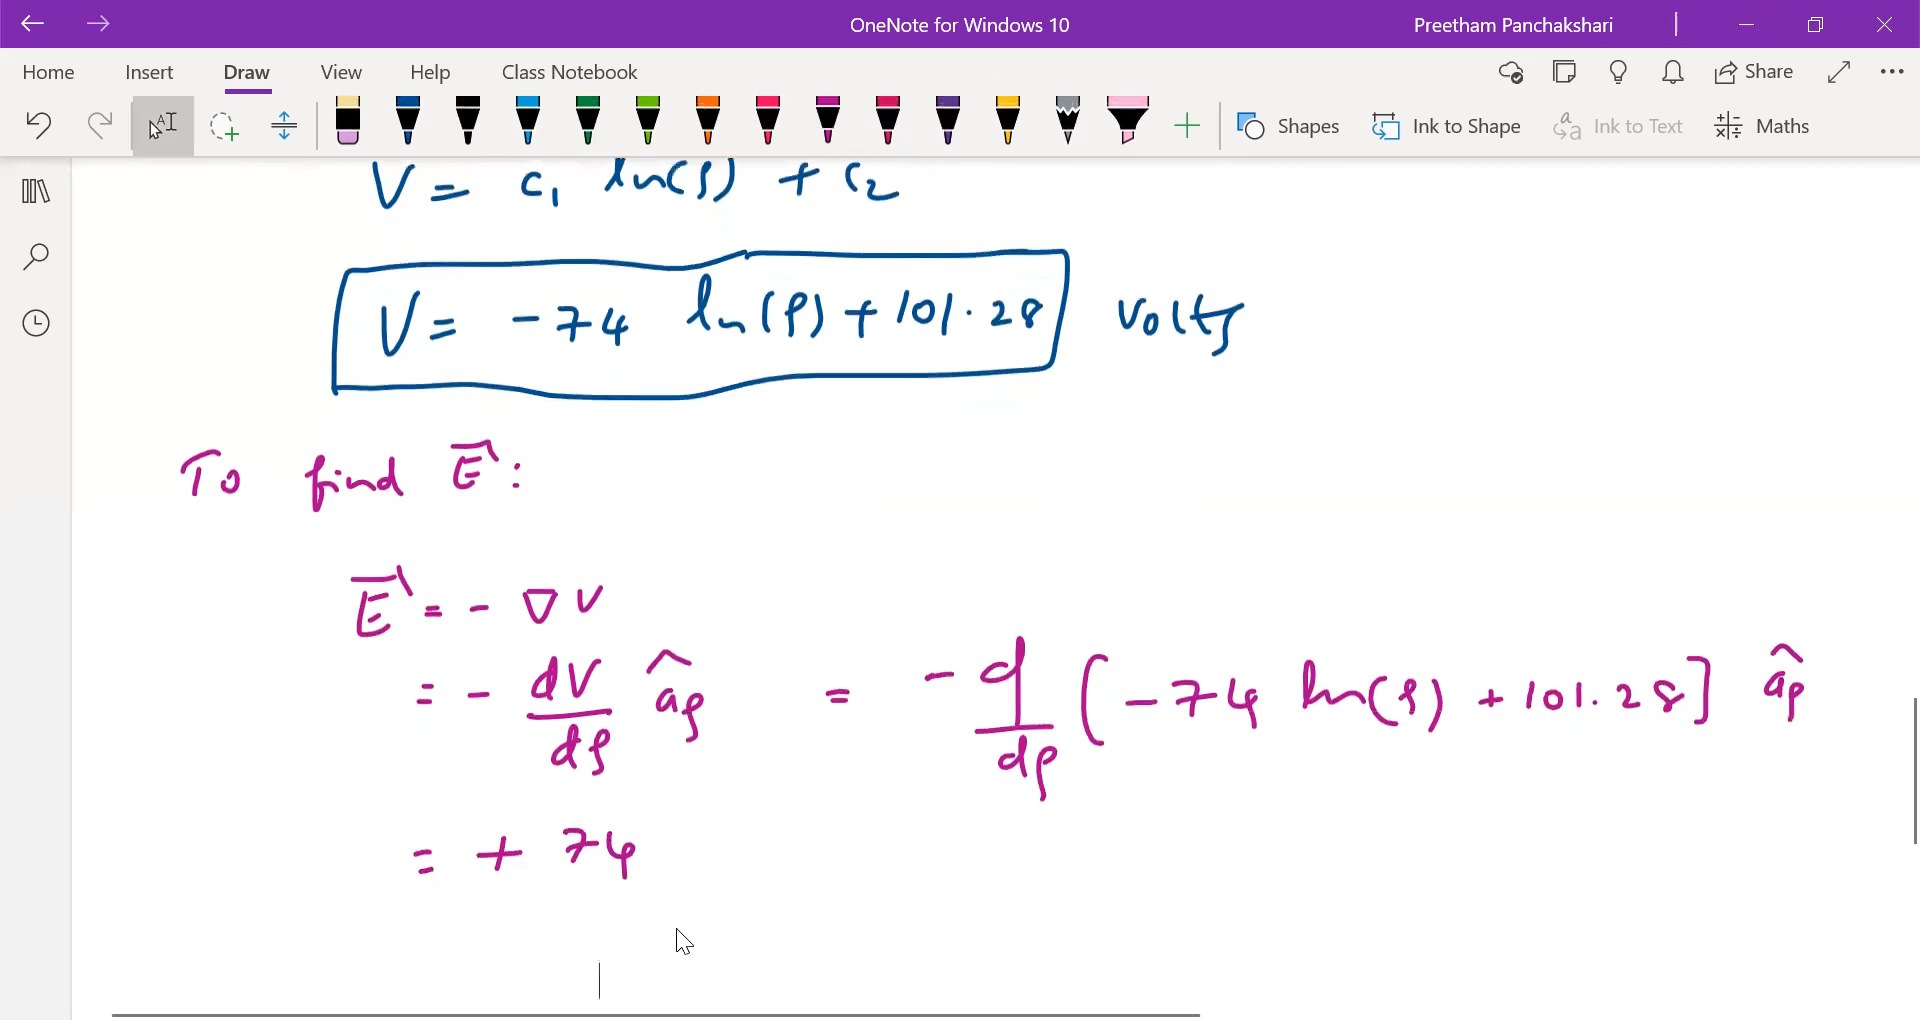 OneNote for Windows 10
Preetham Panchakshari
Home Insert Draw View Help Class Notebook Share
Shapes Ink to Shape Ink to Text Maths
V = c₁ ln(ρ) + c₂
V = -74 ln(ρ) + 101.28 Volts
To find E⃗:
E⃗ = - ∇V
= - dV/dρ âρ = -d/dρ [-74 ln(ρ) + 101.28] âρ
= + 74